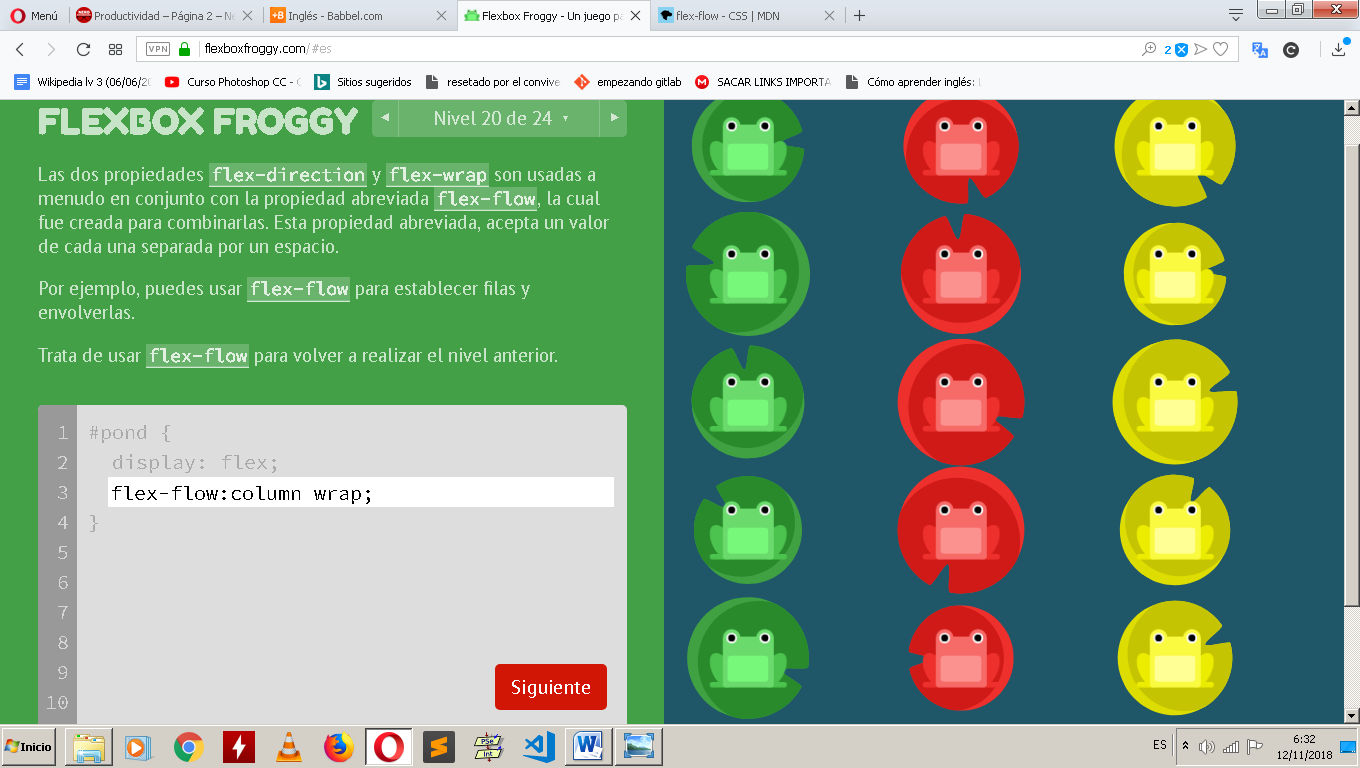 Menú
Productividad – Página 2 – Ne
Inglés - Babbel.com
Flexbox Froggy - Un juego pa
flex-flow - CSS | MDN
VPN
flexboxfroggy.com/#es
2
Wikipedia lv 3 (06/06/20
Curso Photoshop CC - C
Sitios sugeridos
resetado por el convive
empezando gitlab
SACAR LINKS IMPORTA
Cómo aprender inglés:
FLEXBOX FROGGY
Nivel 20 de 24
Las dos propiedades flex-direction y flex-wrap son usadas a
menudo en conjunto con la propiedad abreviada flex-flow, la cual
fue creada para combinarlas. Esta propiedad abreviada, acepta un valor
de cada una separada por un espacio.
Por ejemplo, puedes usar flex-flow para establecer filas y
envolverlas.
Trata de usar flex-flow para volver a realizar el nivel anterior.
1 #pond {
2 display: flex;
3 flex-flow:column wrap;
4 }
5
6
7
8
9
10
Siguiente
Inicio
PSe
Int
ES
6:32
12/11/2018